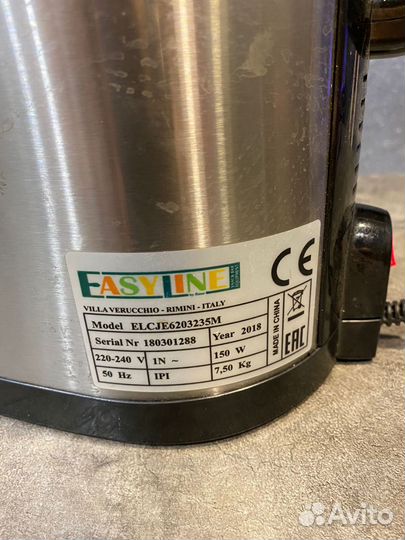 EASYLINE
VILLA VERUCCHIO - RIMINI - ITALY
Model ELCJE6203235M
Serial Nr 180301288 Year 2018
220-240 V 1N ~ 150 W
50 Hz IPI 7,50 Kg
CE
MADE IN CHINA
EAC
Avito